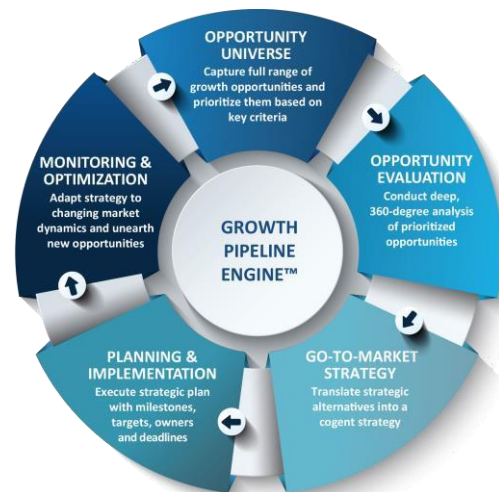 OPPORTUNITY
UNIVERSE
Capture full range of
growth opportunities and
prioritize them based on
key criteria
OPPORTUNITY
EVALUATION
Conduct deep,
360-degree analysis
of prioritized
opportunities
GO-TO-MARKET
STRATEGY
Translate strategic
alternatives into a
cogent strategy
PLANNING &
IMPLEMENTATION
Execute strategic plan
with milestones,
targets, owners
and deadlines
MONITORING &
OPTIMIZATION
Adapt strategy to
changing market
dynamics and unearth
new opportunities
GROWTH
PIPELINE
ENGINE™